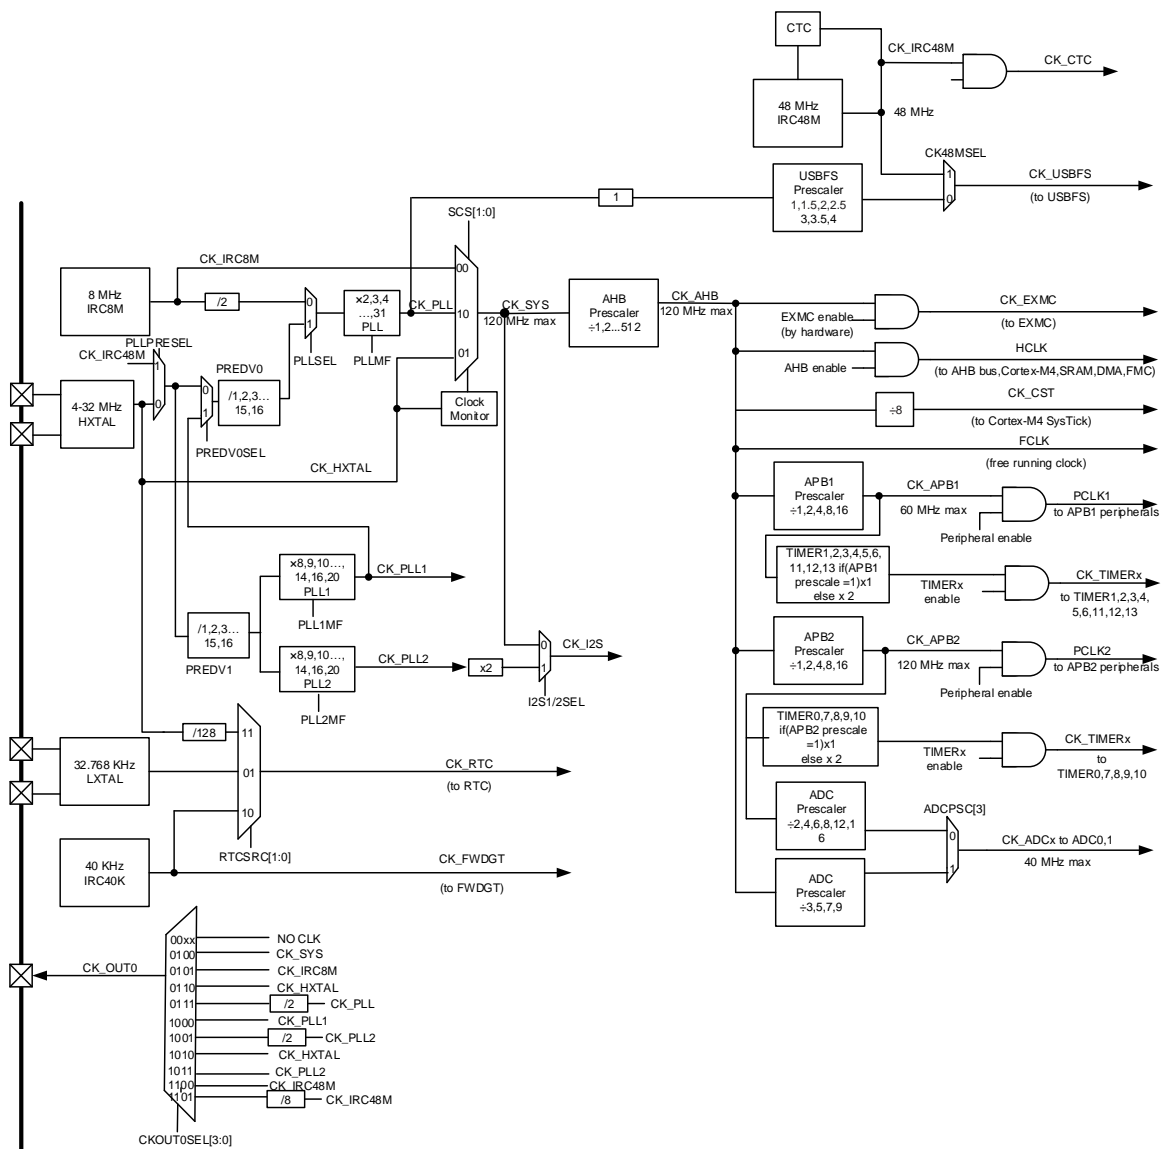 CTC
CK_IRC48M
CK_CTC
48 MHz
IRC48M
48 MHz
CK48MSEL
1
0
CK_USBFS
(to USBFS)
USBFS
Prescaler
1,1.5,2,2.5
3,3.5,4
1
SCS[1:0]
CK_IRC8M
00
8 MHz
IRC8M
/2
0
1
PLLSEL
×2,3,4
…,31
PLL
PLLMF
CK_PLL
10
01
CK_SYS
120 MHz max
AHB
Prescaler
÷1,2...512
CK_AHB
120 MHz max
EXMC enable
(by hardware)
CK_EXMC
(to EXMC)
AHB enable
HCLK
(to AHB bus,Cortex-M4,SRAM,DMA,FMC)
÷8
CK_CST
(to Cortex-M4 SysTick)
FCLK
(free running clock)
PLLPRESEL
CK_IRC48M
1
0
4-32 MHz
HXTAL
PREDV0
0
1
/1,2,3…
15,16
PREDV0SEL
Clock
Monitor
CK_HXTAL
APB1
Prescaler
÷1,2,4,8,16
CK_APB1
60 MHz max
Peripheral enable
PCLK1
to APB1 peripherals
TIMER1,2,3,4,5,6,
11,12,13 if(APB1
prescale =1)x1
else x 2
TIMERx
enable
CK_TIMERx
to TIMER1,2,3,4,
5,6,11,12,13
×8,9,10…,
14,16,20
PLL1
CK_PLL1
PLL1MF
/1,2,3…
15,16
PREDV1
×8,9,10…,
14,16,20
PLL2
CK_PLL2
PLL2MF
x2
0
1
CK_I2S
I2S1/2SEL
APB2
Prescaler
÷1,2,4,8,16
CK_APB2
120 MHz max
Peripheral enable
PCLK2
to APB2 peripherals
TIMER0,7,8,9,10
if(APB2 prescale
=1)x1
else x 2
TIMERx
enable
CK_TIMERx
to
TIMER0,7,8,9,10
/128
11
32.768 KHz
LXTAL
01
CK_RTC
(to RTC)
10
RTCSRC[1:0]
40 KHz
IRC40K
CK_FWDGT
(to FWDGT)
ADC
Prescaler
÷2,4,6,8,12,1
6
ADCPSC[3]
0
1
CK_ADCx to ADC0,1
40 MHz max
ADC
Prescaler
÷3,5,7,9
CK_OUT0
00xx NO CLK
0100 CK_SYS
0101 CK_IRC8M
0110 CK_HXTAL
0111 /2 CK_PLL
1000 CK_PLL1
1001 /2 CK_PLL2
1010 CK_HXTAL
1011 CK_PLL2
1100 CK_IRC48M
1101 /8 CK_IRC48M
CKOUT0SEL[3:0]